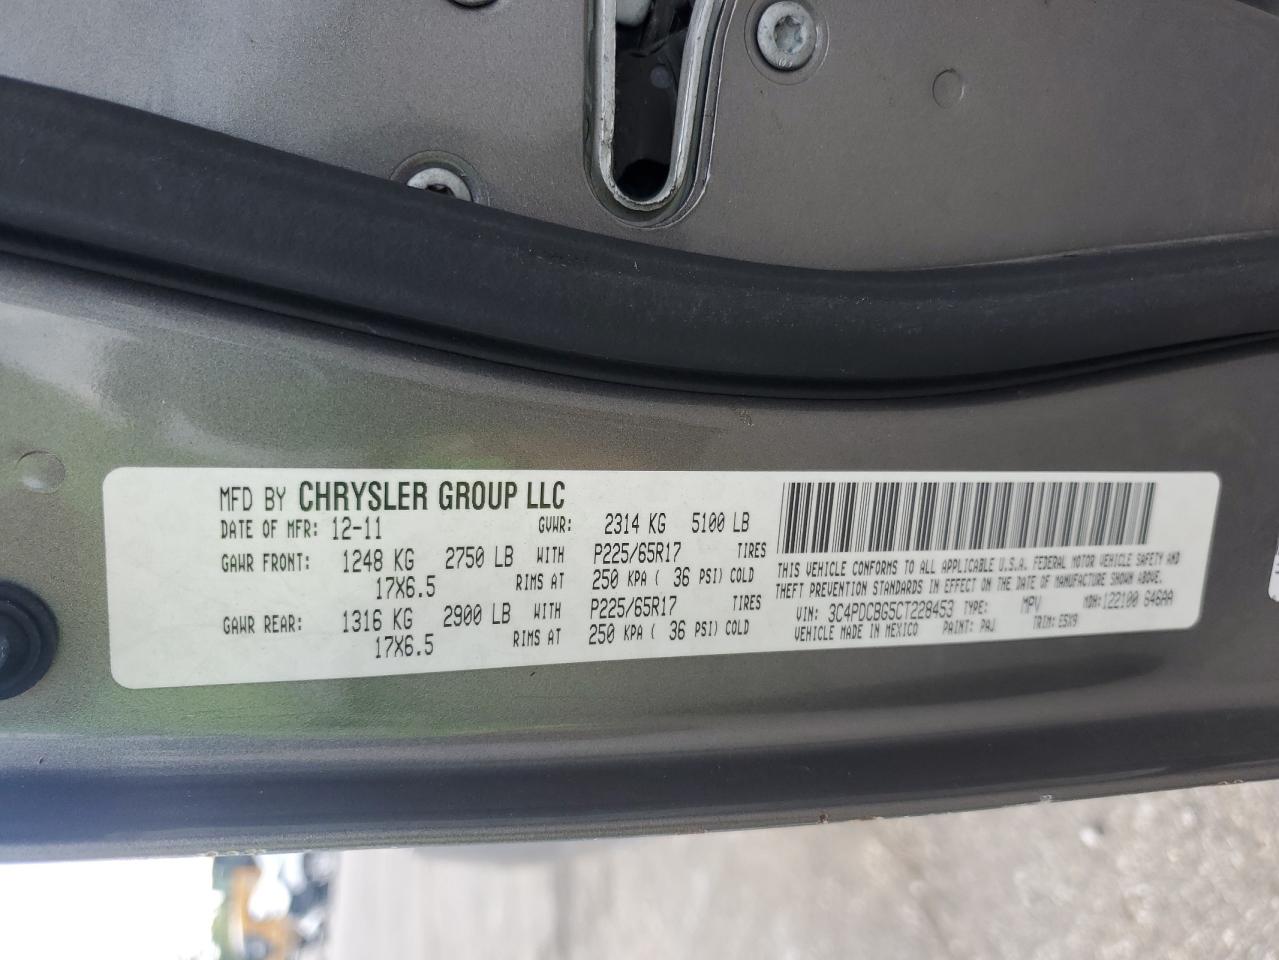 MFD BY CHRYSLER GROUP LLC
DATE OF MFR: 12-11 GVWR: 2314 KG 5100 LB
GAWR FRONT: 1248 KG 2750 LB WITH P225/65R17 TIRES
17X6.5 RIMS AT 250 KPA ( 36 PSI) COLD
GAWR REAR: 1316 KG 2900 LB WITH P225/65R17 TIRES
17X6.5 RIMS AT 250 KPA ( 36 PSI) COLD
THIS VEHICLE CONFORMS TO ALL APPLICABLE U.S.A. FEDERAL MOTOR VEHICLE SAFETY AND
THEFT PREVENTION STANDARDS IN EFFECT ON THE DATE OF MANUFACTURE SHOWN ABOVE.
VIN: 3C4PDCBG5CT228453 TYPE: MPV MDH: 122100 646AA
VEHICLE MADE IN MEXICO PAINT: PAJ TRIM: E5X9